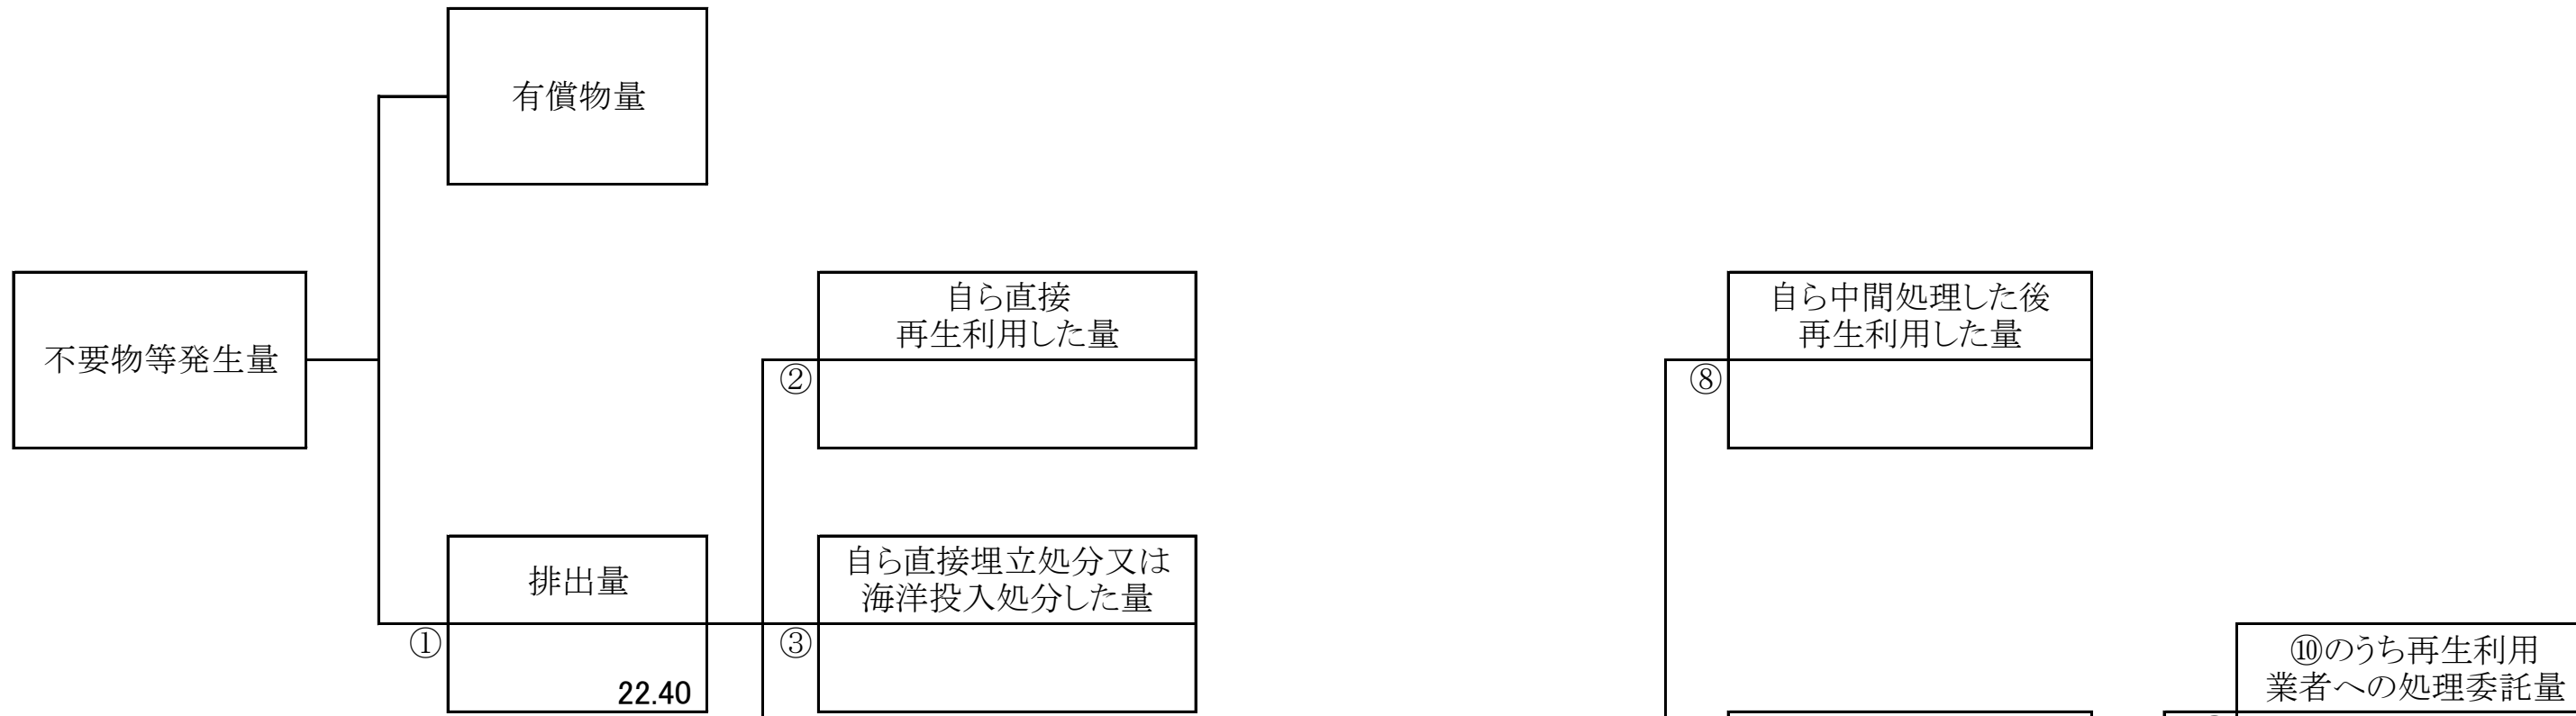 有償物量
不要物等発生量
自ら直接
再生利用した量
②
自ら中間処理した後
再生利用した量
⑧
排出量
①
22.40
自ら直接埋立処分又は
海洋投入処分した量
③
⑩のうち再生利用
業者への処理委託量